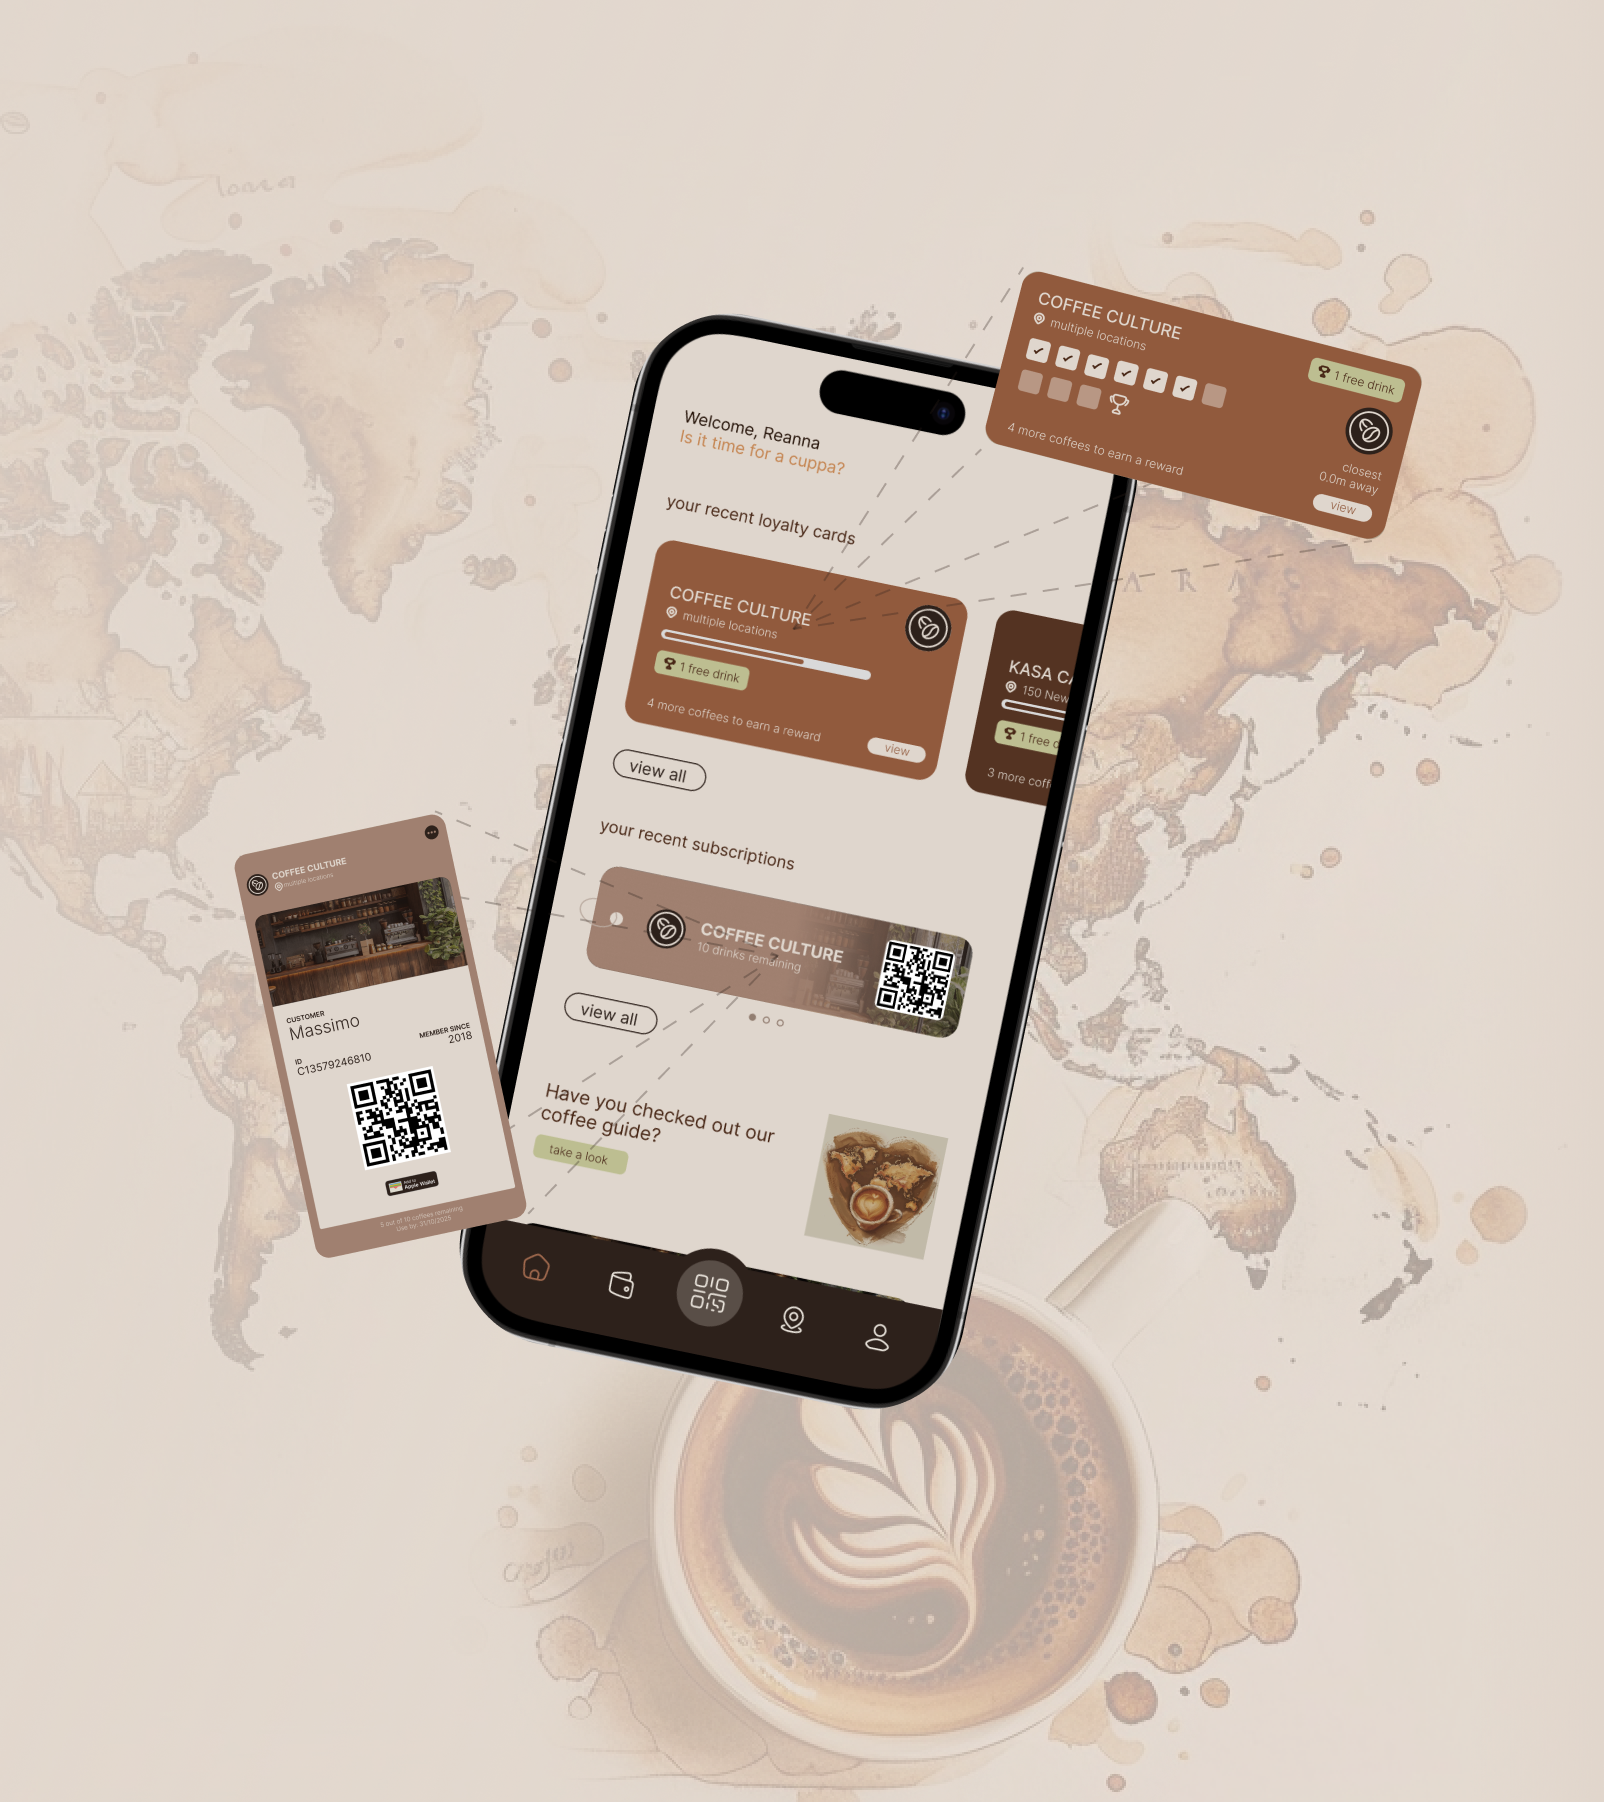 COFFEE CULTURE
multiple locations
1 free drink
4 more coffees to earn a reward
closest
0.0m away
view
Welcome, Reanna
Is it time for a cuppa?
your recent loyalty cards
COFFEE CULTURE
multiple locations
1 free drink
4 more coffees to earn a reward
view
KASA CA
150 New
1 free d
3 more coff
view all
your recent subscriptions
COFFEE CULTURE
10 drinks remaining
view all
Have you checked out our
coffee guide?
take a look
COFFEE CULTURE
multiple locations
CUSTOMER
Massimo
MEMBER SINCE
2018
ID
C13579246810
Add to
Apple Wallet
5 out of 10 coffees remaining
Use by: 31/10/2025